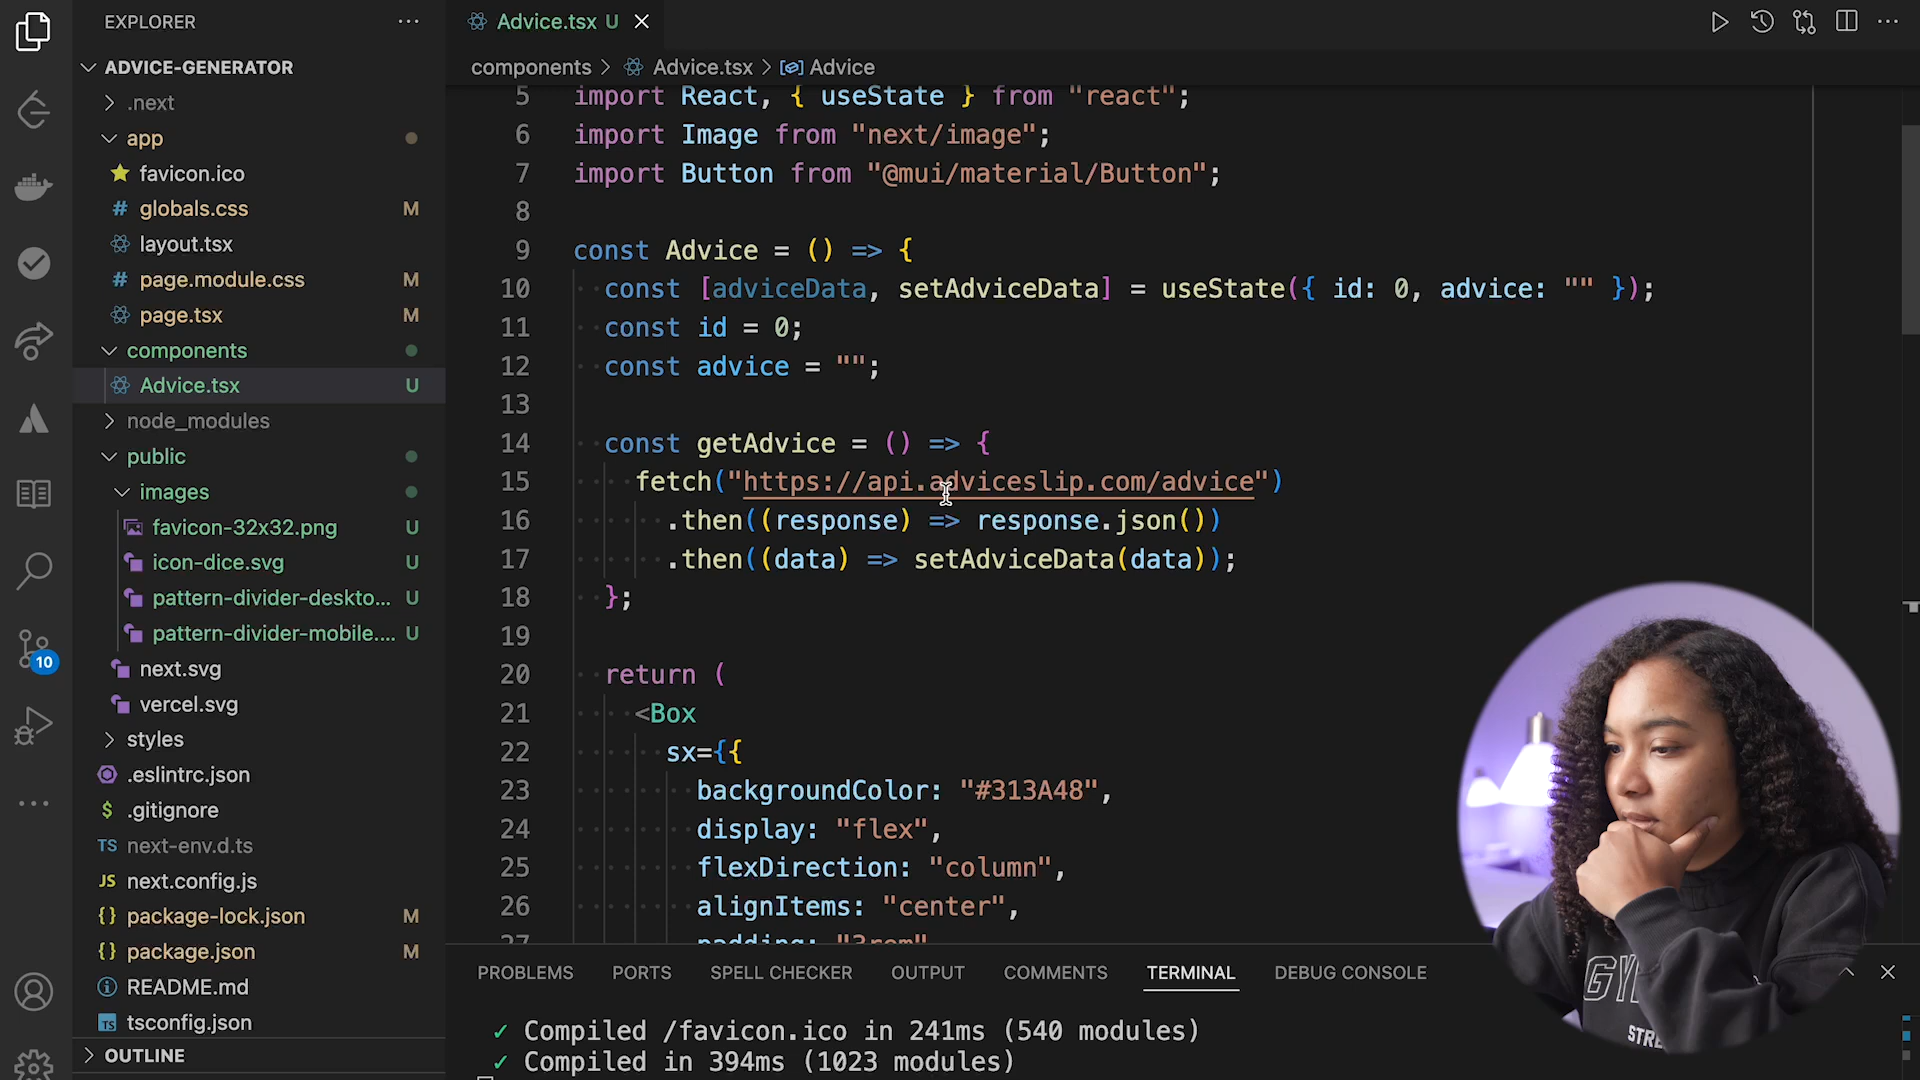 EXPLORER
ADVICE-GENERATOR
.next
app
favicon.ico
# globals.css M
layout.tsx
# page.module.css M
page.tsx M
components
Advice.tsx U
node_modules
public
images
favicon-32x32.png U
icon-dice.svg U
pattern-divider-deskto... U
pattern-divider-mobile.... U
next.svg
vercel.svg
styles
.eslintrc.json
$ .gitignore
TS next-env.d.ts
JS next.config.js
{} package-lock.json M
{} package.json M
README.md
TS tsconfig.json
OUTLINE
10
Advice.tsx U
components > Advice.tsx > Advice
5 import React, { useState } from "react";
6 import Image from "next/image";
7 import Button from "@mui/material/Button";
8
9 const Advice = () => {
10 const [adviceData, setAdviceData] = useState({ id: 0, advice: "" });
11 const id = 0;
12 const advice = "";
13
14 const getAdvice = () => {
15 fetch("https://api.adviceslip.com/advice")
16 .then((response) => response.json())
17 .then((data) => setAdviceData(data));
18 };
19
20 return (
21 <Box
22 sx={{
23 backgroundColor: "#313A48",
24 display: "flex",
25 flexDirection: "column",
26 alignItems: "center",
27 padding: "3rem"
PROBLEMS PORTS SPELL CHECKER OUTPUT COMMENTS TERMINAL DEBUG CONSOLE
✓ Compiled /favicon.ico in 241ms (540 modules)
✓ Compiled in 394ms (1023 modules)